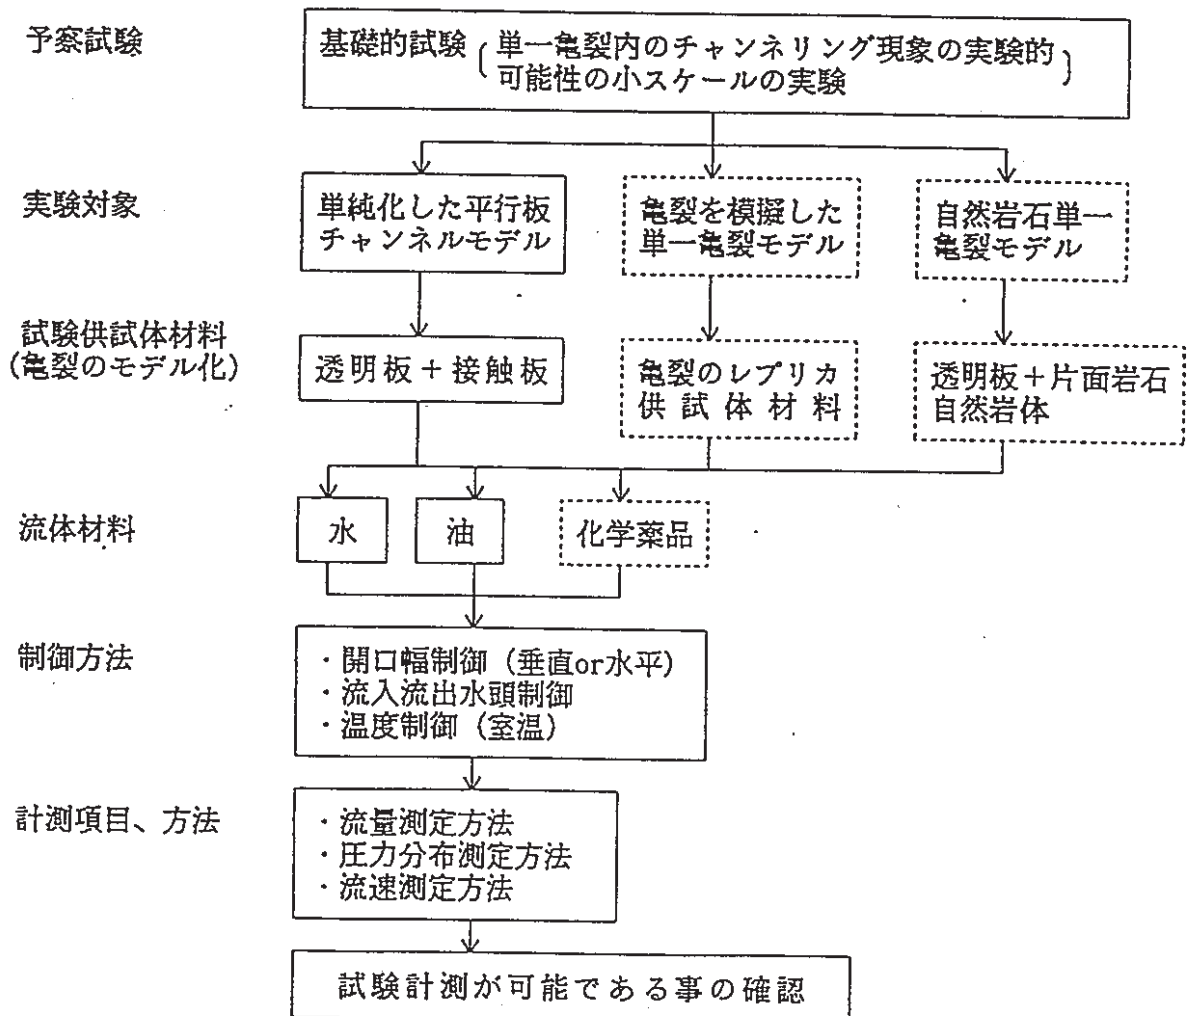 予察試験
基礎的試験 単一亀裂内のチャンネリング現象の実験的
可能性の小スケールの実験
実験対象
単純化した平行板
チャンネルモデル
亀裂を模擬した
単一亀裂モデル
自然岩石単一
亀裂モデル
試験供試体材料
(亀裂のモデル化)
透明板+接触板
亀裂のレプリカ
供試体材料
透明板+片面岩石
自然岩体
流体材料
水
油
化学薬品
制御方法
・開口幅制御(垂直or水平)
・流入流出水頭制御
・温度制御(室温)
計測項目、方法
・流量測定方法
・圧力分布測定方法
・流速測定方法
試験計測が可能である事の確認